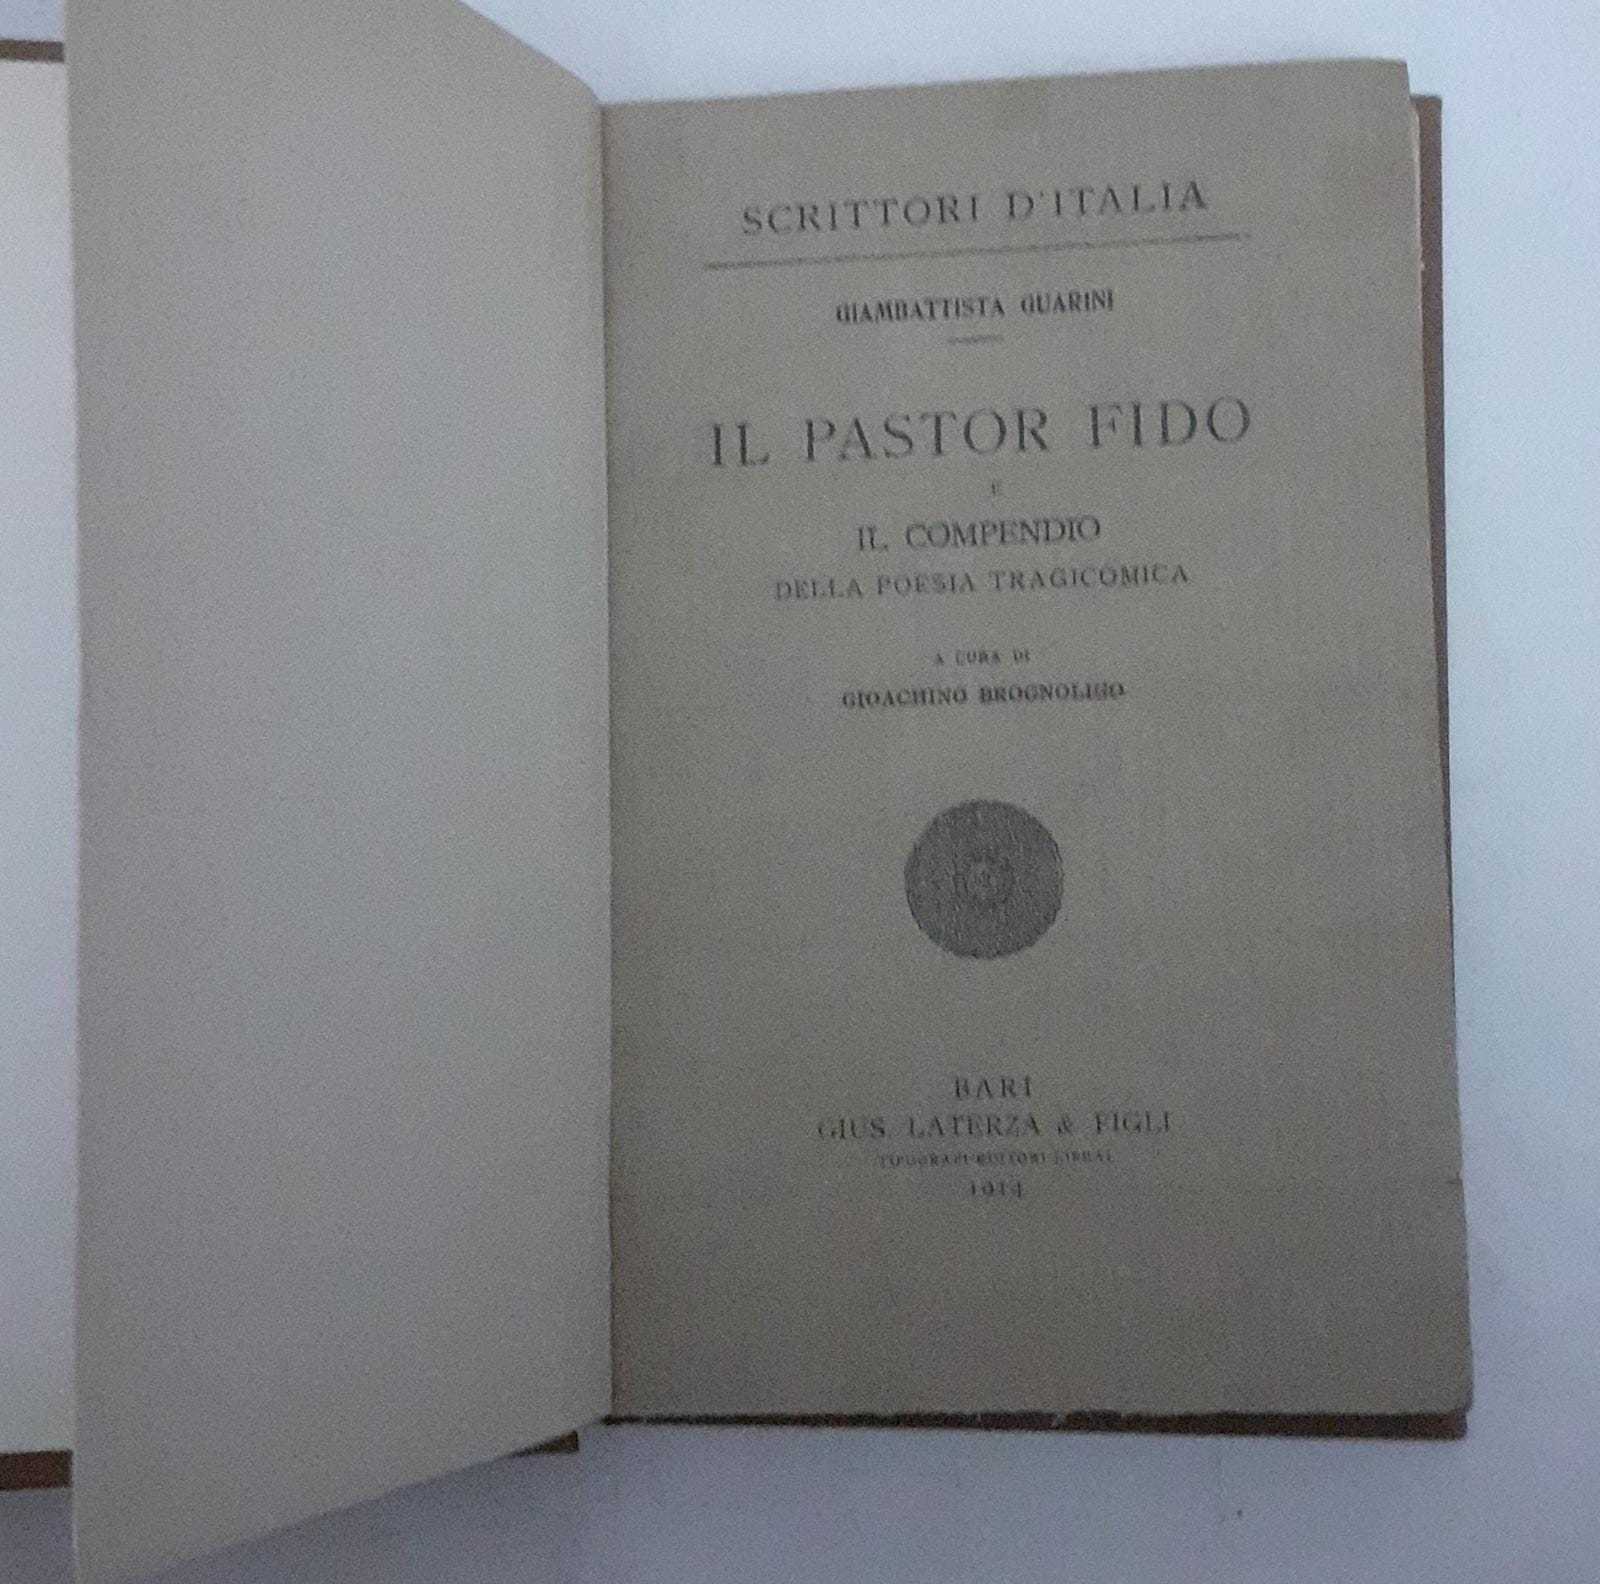 SCRITTORI D'ITALIA
GIAMBATTISTA GUARINI
IL PASTOR FIDO
E
IL COMPENDIO
DELLA POESIA TRAGICOMICA
A CURA DI
GIOACHINO BROGNOLIGO
BARI
GIUS. LATERZA & FIGLI
TIPOGRAFI-EDITORI-LIBRAI
1914